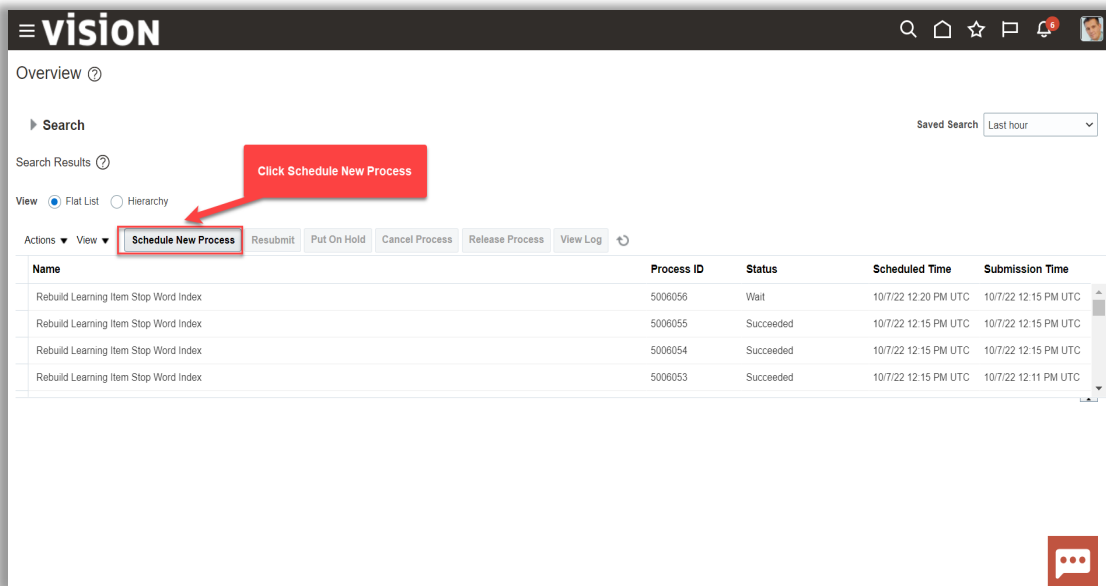 vision
6
Overview ?
Search
Saved Search Last hour
Search Results ?
Click Schedule New Process
View Flat List Hierarchy
Actions View Schedule New Process Resubmit Put On Hold Cancel Process Release Process View Log
Name Process ID Status Scheduled Time Submission Time
Rebuild Learning Item Stop Word Index 5006056 Wait 10/7/22 12:20 PM UTC 10/7/22 12:15 PM UTC
Rebuild Learning Item Stop Word Index 5006055 Succeeded 10/7/22 12:15 PM UTC 10/7/22 12:15 PM UTC
Rebuild Learning Item Stop Word Index 5006054 Succeeded 10/7/22 12:15 PM UTC 10/7/22 12:15 PM UTC
Rebuild Learning Item Stop Word Index 5006053 Succeeded 10/7/22 12:15 PM UTC 10/7/22 12:11 PM UTC